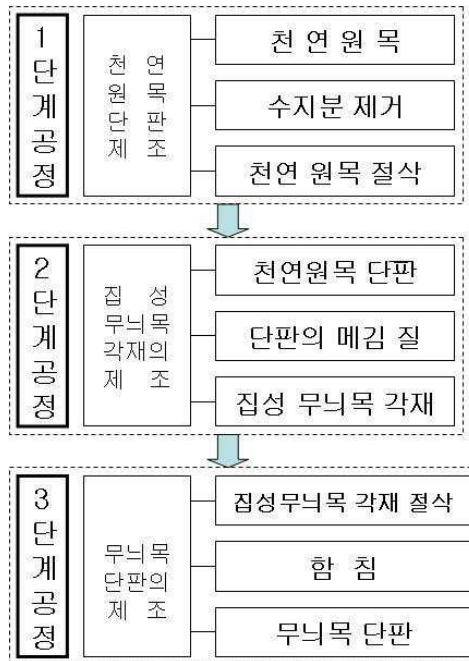 1
단
계
공
정
천 연
원 목
단 판
제 조
천 연 원 목
수지분 제거
천연 원목 절삭
2
단
계
공
정
집 성
무늬목
각재의
제 조
천연원목 단판
단판의 메김 질
집성 무늬목 각재
3
단
계
공
정
무늬목
단판의
제 조
집성무늬목 각재 절삭
함 침
무늬목 단판